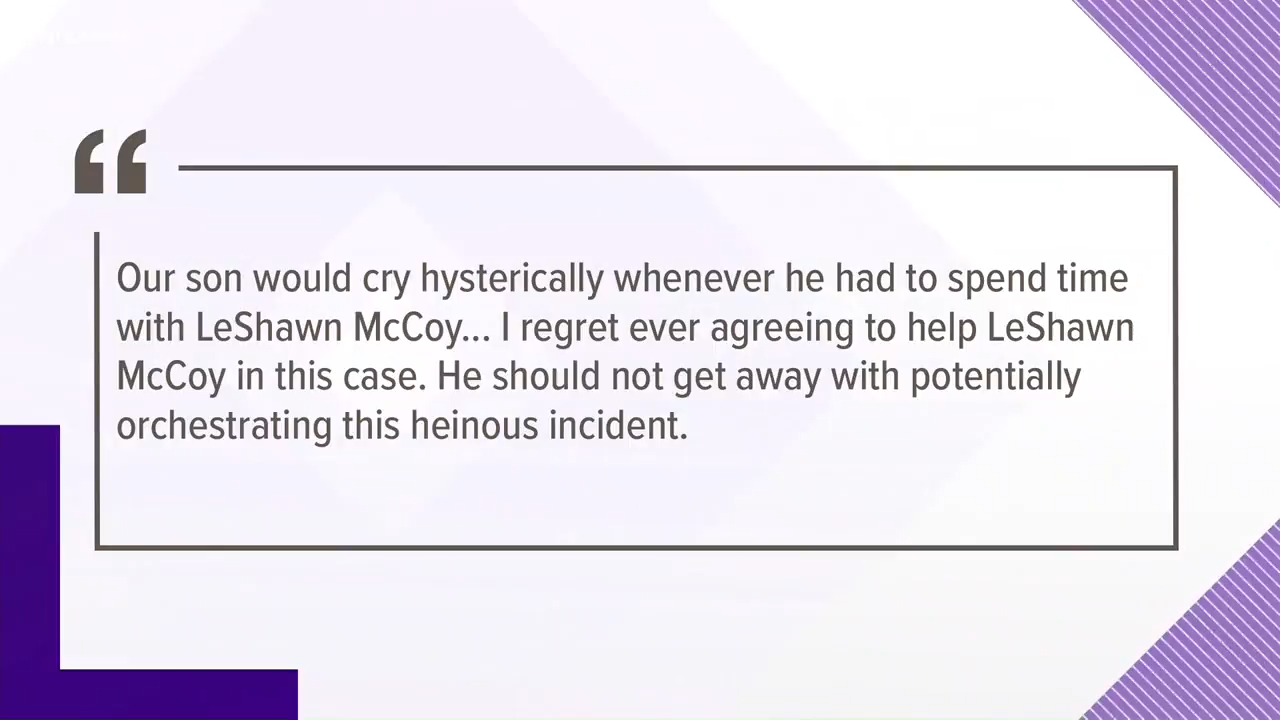 “
Our son would cry hysterically whenever he had to spend time
with LeShawn McCoy... I regret ever agreeing to help LeShawn
McCoy in this case. He should not get away with potentially
orchestrating this heinous incident.